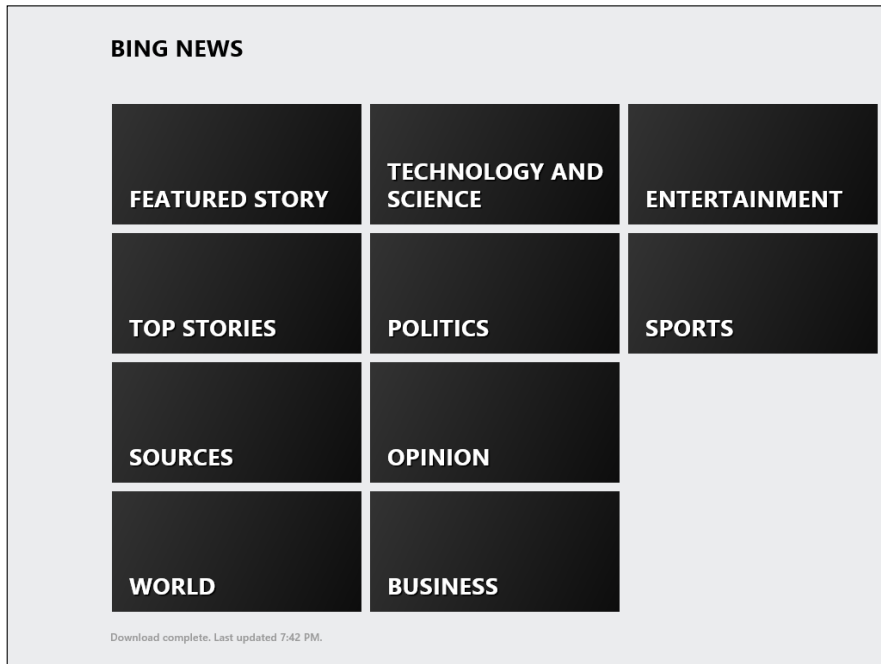 BING NEWS
FEATURED STORY
TECHNOLOGY AND
SCIENCE
ENTERTAINMENT
TOP STORIES
POLITICS
SPORTS
SOURCES
OPINION
WORLD
BUSINESS
Download complete. Last updated 7:42 PM.